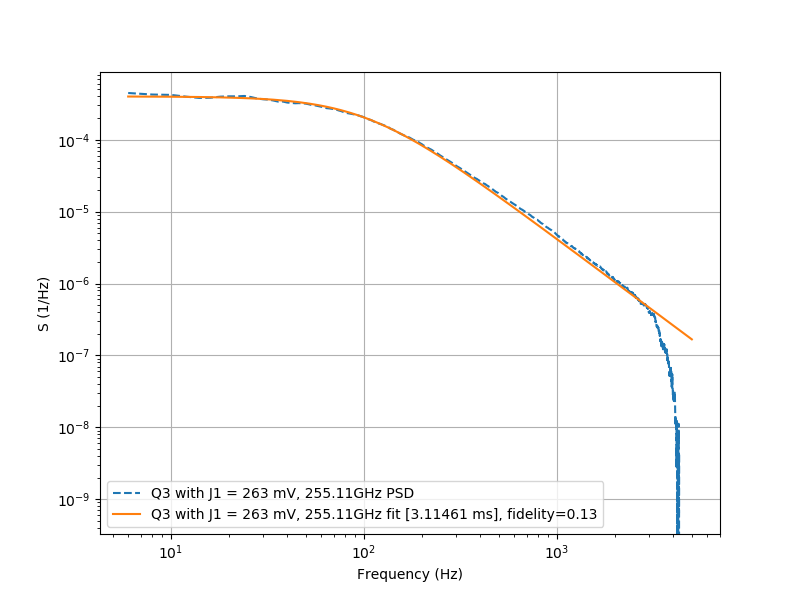 10⁻⁴
10⁻⁵
10⁻⁶
10⁻⁷
10⁻⁸
10⁻⁹
S (1/Hz)
Q3 with J1 = 263 mV, 255.11GHz PSD
Q3 with J1 = 263 mV, 255.11GHz fit [3.11461 ms], fidelity=0.13
10¹ 10² 10³
Frequency (Hz)